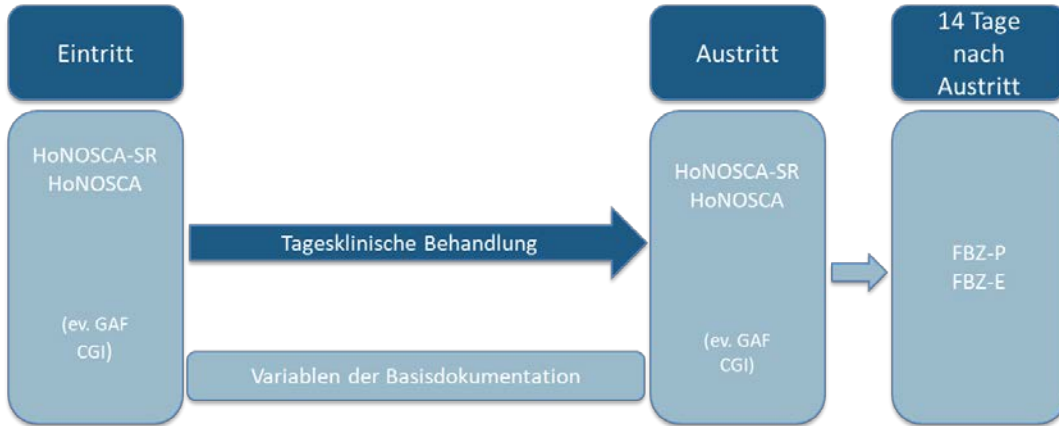 Eintritt
Austritt
14 Tage
nach
Austritt
HoNOSCA-SR
HoNOSCA
(ev. GAF
CGI)
Tagesklinische Behandlung
Variablen der Basisdokumentation
HoNOSCA-SR
HoNOSCA
(ev. GAF
CGI)
FBZ-P
FBZ-E